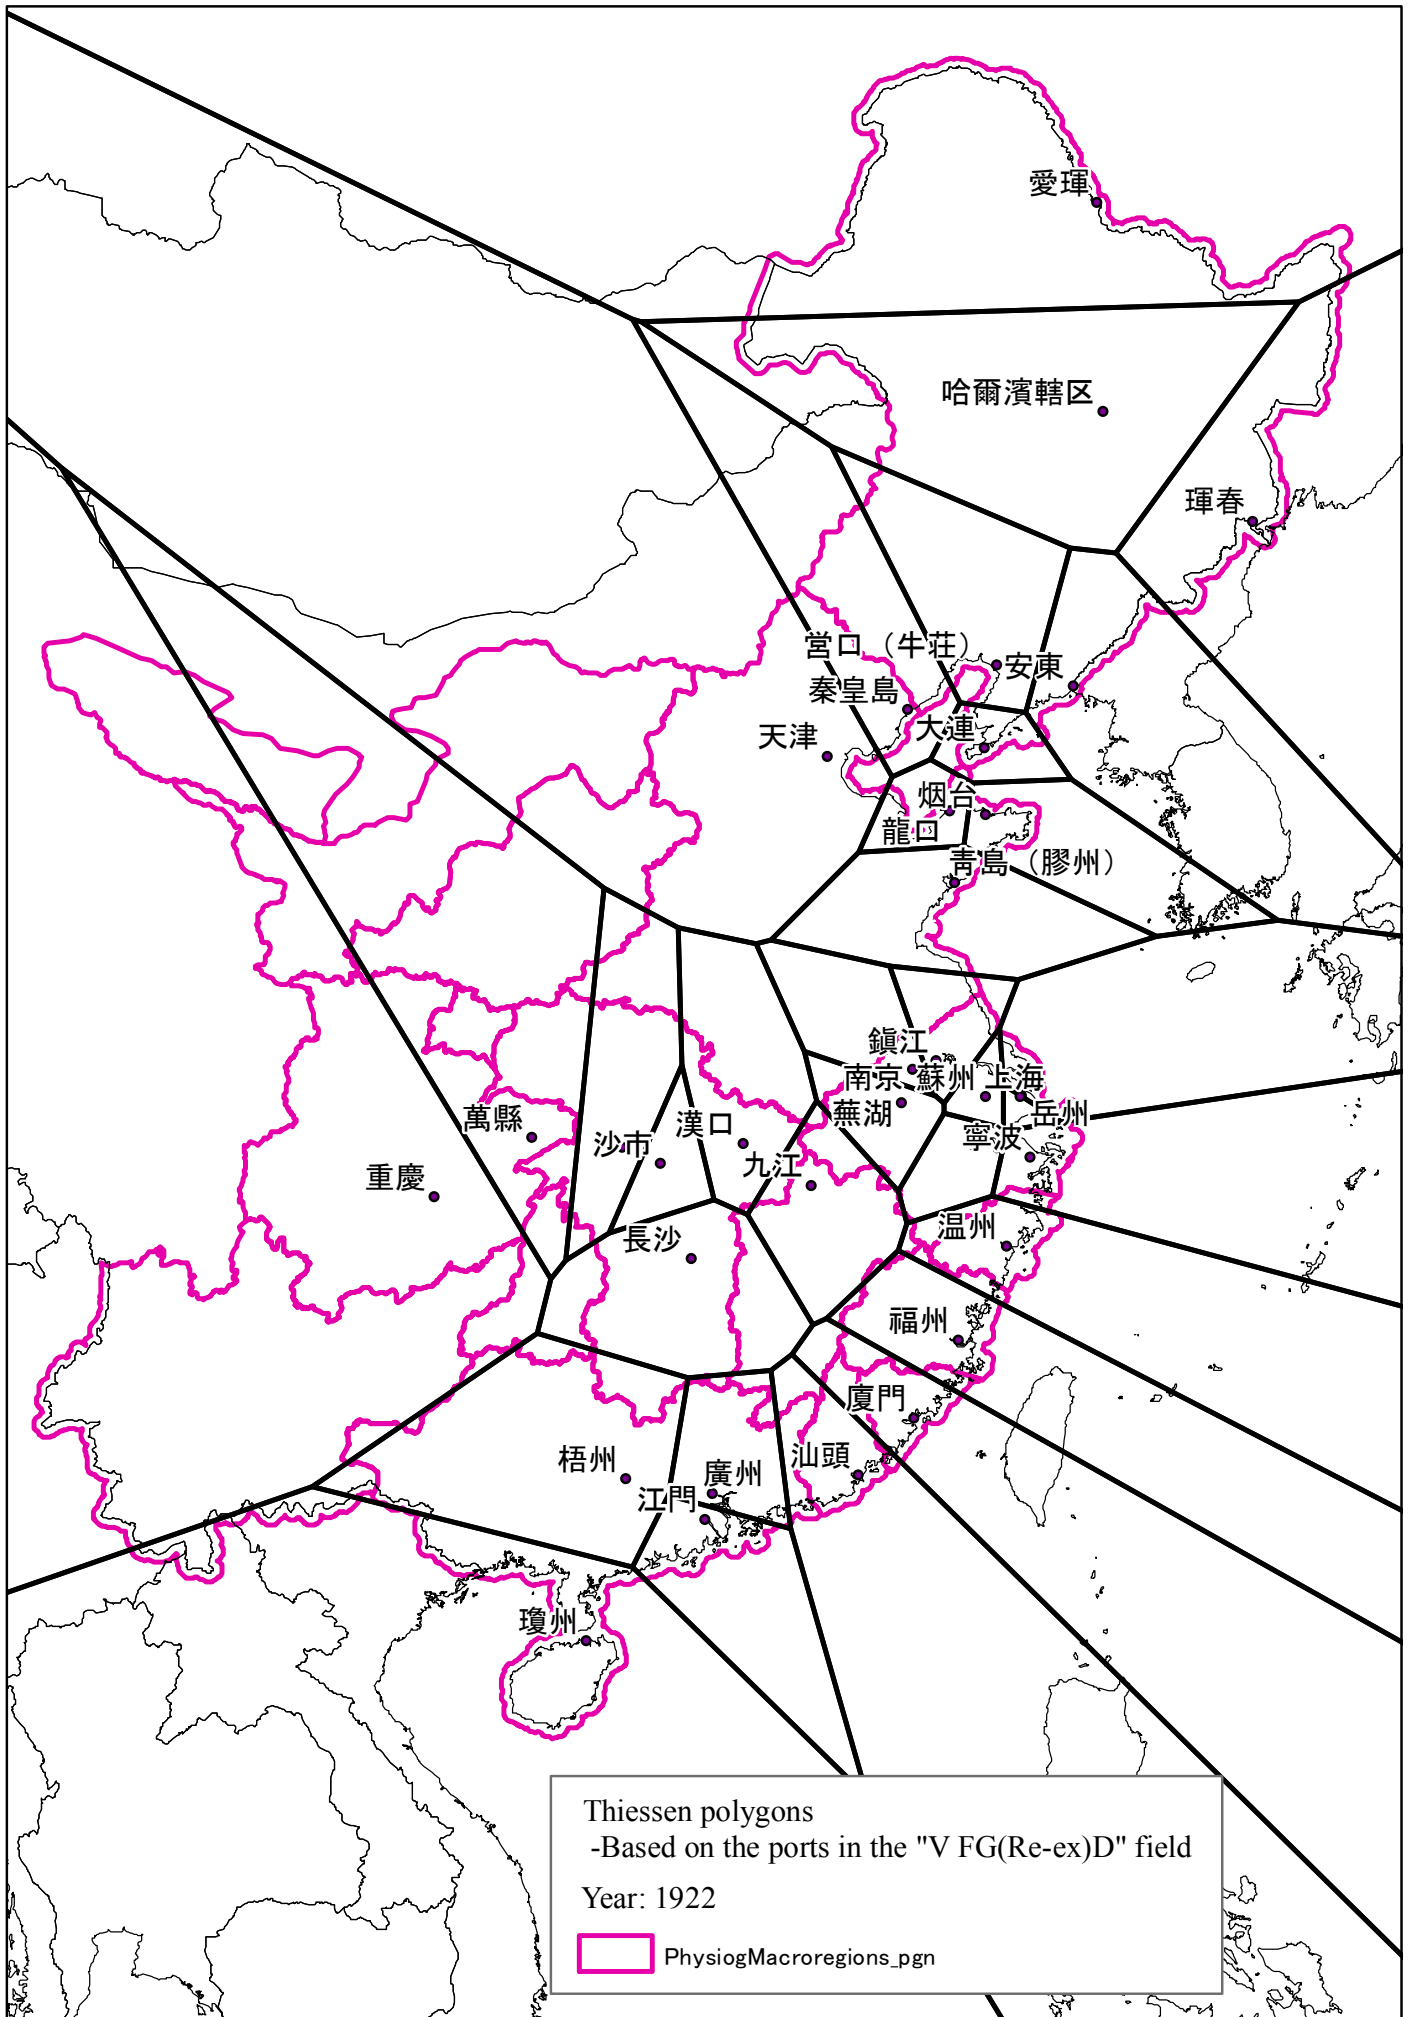 愛琿
哈爾濱轄区
琿春
営口（牛荘）
安東
秦皇島
大連
天津
烟台
龍口
青島（膠州）
鎭江
南京
蘇州
上海
蕪湖
岳州
萬縣
沙市
漢口
寧波
九江
重慶
温州
長沙
福州
廈門
汕頭
梧州
廣州
江門
瓊州
Thiessen polygons
-Based on the ports in the "V FG(Re-ex)D" field
Year: 1922
PhysiogMacroregions_pgn